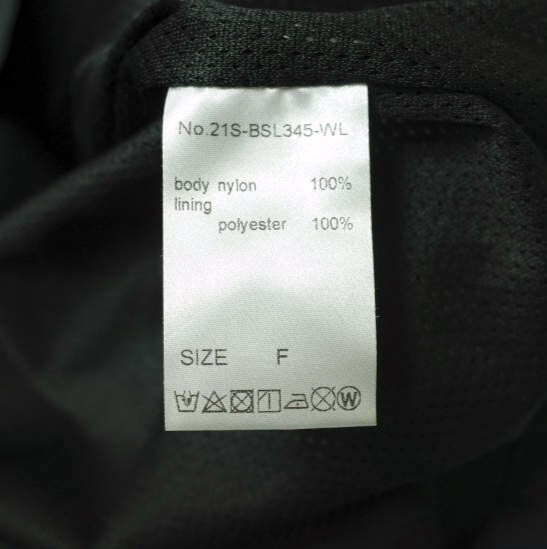 No.21S-BSL345-WL
body nylon 100%
lining
polyester 100%
SIZE F
W